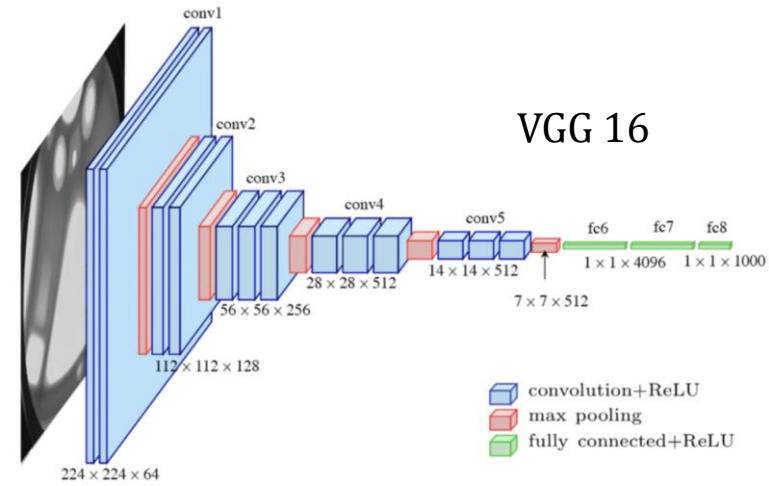 conv1
conv2
VGG 16
conv3
conv4
conv5
fc6
fc7
fc8
1 × 1 × 4096
1 × 1 × 1000
14 × 14 × 512
28 × 28 × 512
7 × 7 × 512
56 × 56 × 256
112 × 112 × 128
224 × 224 × 64
convolution+ReLU
max pooling
fully connected+ReLU